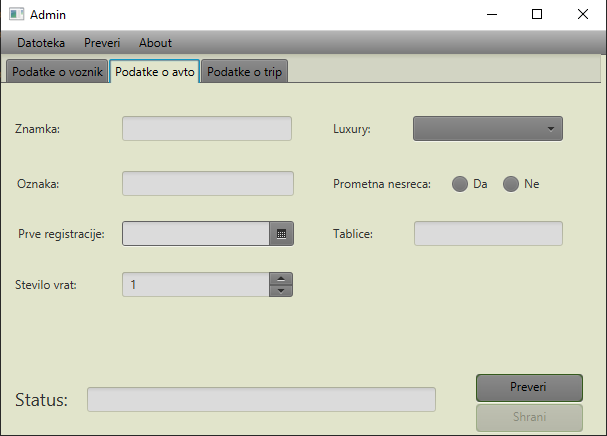 Admin
Datoteka Preveri About
Podatke o voznik Podatke o avto Podatke o trip
Znamka: Luxury:
Oznaka: Prometna nesreca: Da Ne
Prve registracije: Tablice:
Stevilo vrat: 1
Status: Preveri
Shrani